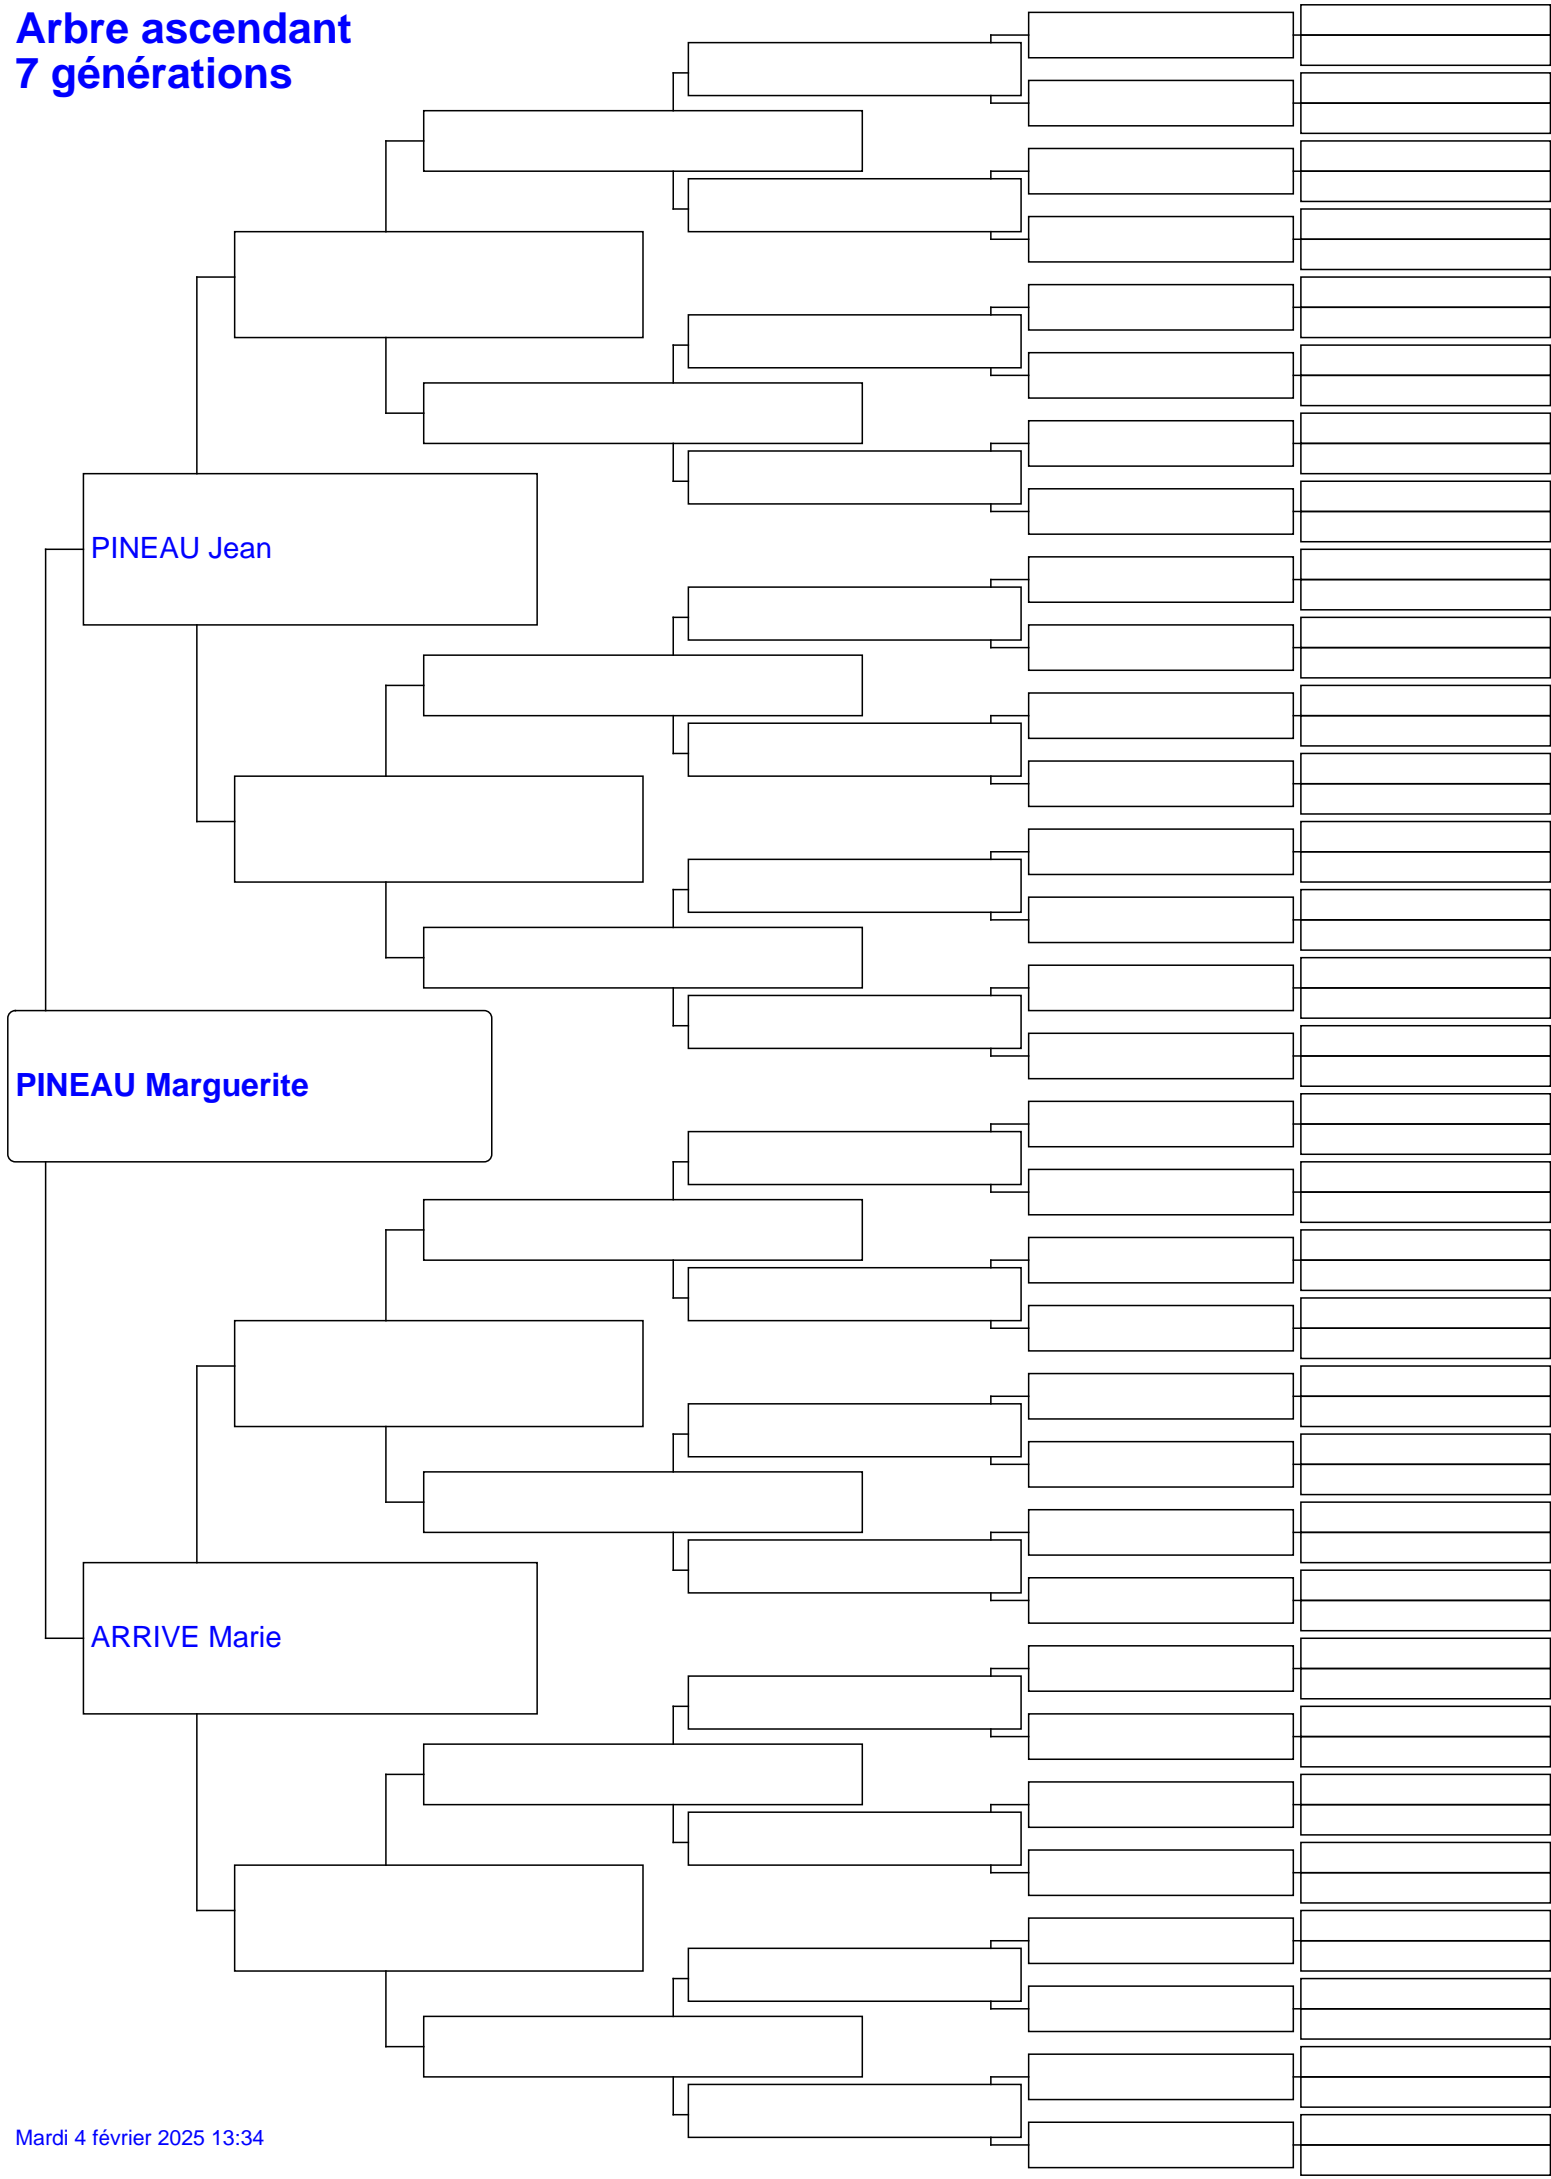 Arbre ascendant
7 générations
PINEAU Jean
PINEAU Marguerite
ARRIVE Marie
Mardi 4 février 2025 13:34